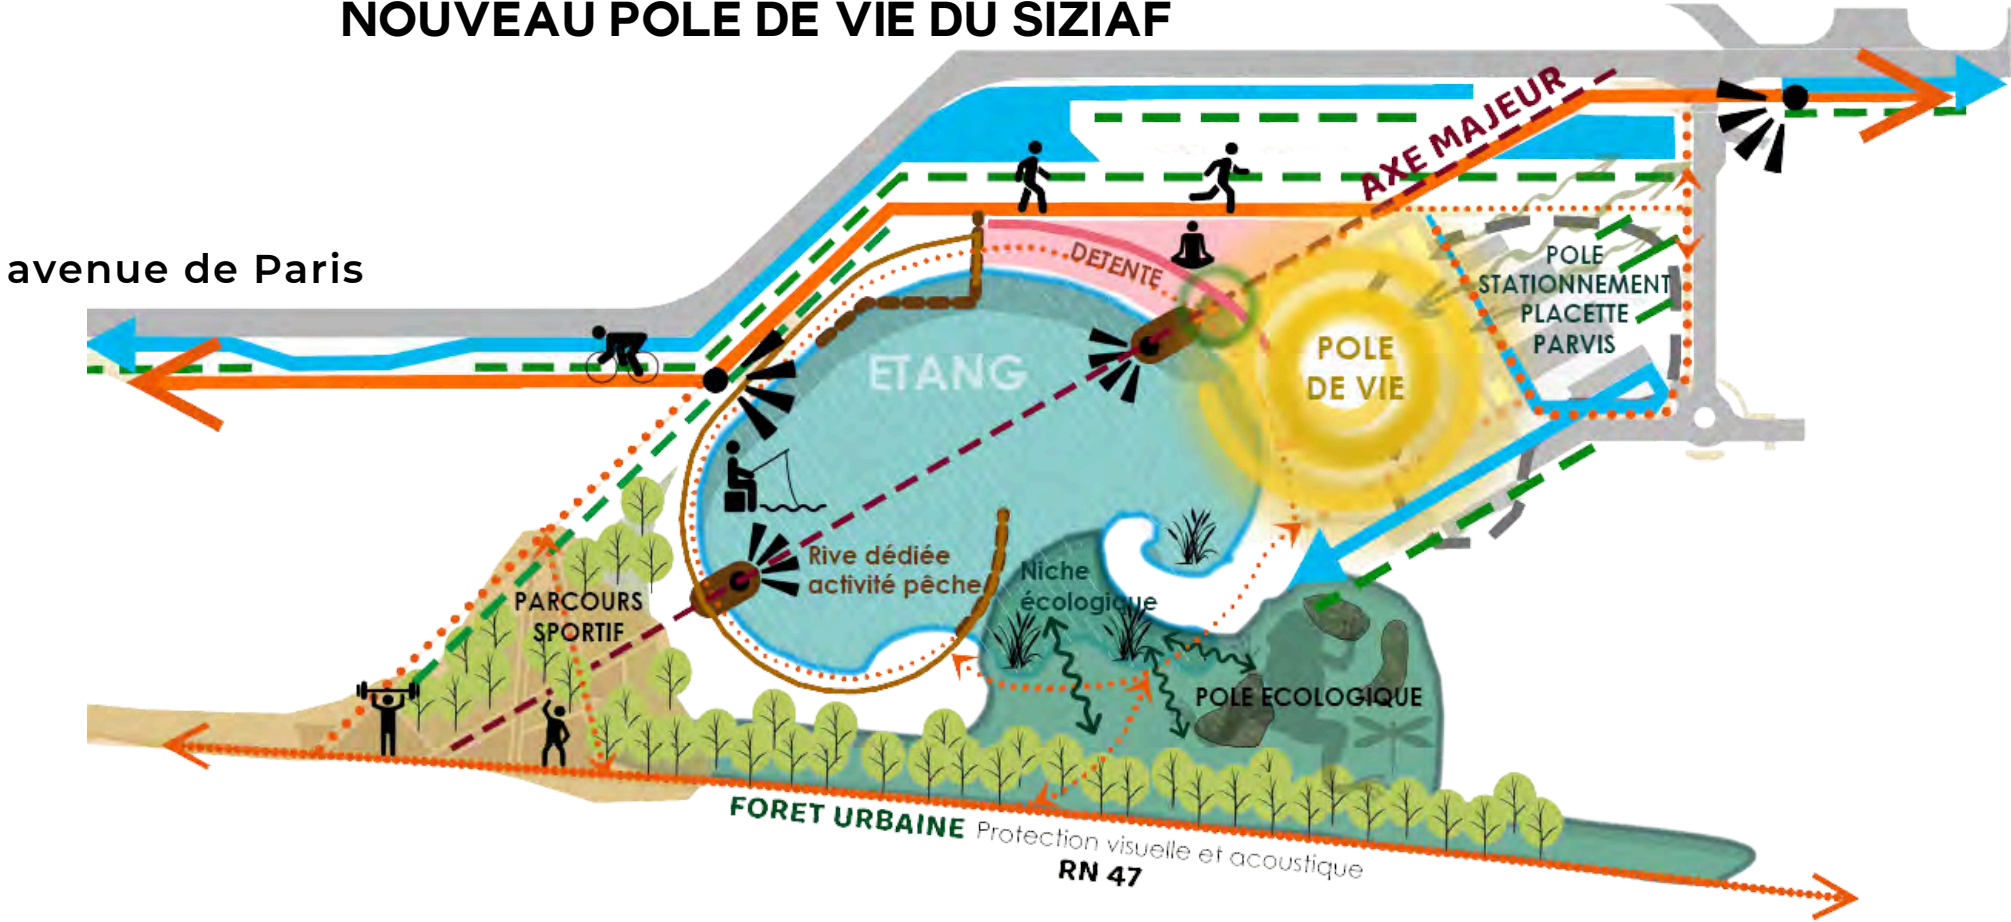 NOUVEAU POLE DE VIE DU SIZIAF
AXE MAJEUR
avenue de Paris
DETENTE
POLE
STATIONNEMENT
PLACETTE
PARVIS
ETANG
POLE
DE VIE
Rive dédiée
activité pêche
Niche
écologique
PARCOURS
SPORTIF
POLE ECOLOGIQUE
FORET URBAINE Protection visuelle et acoustique
RN 47